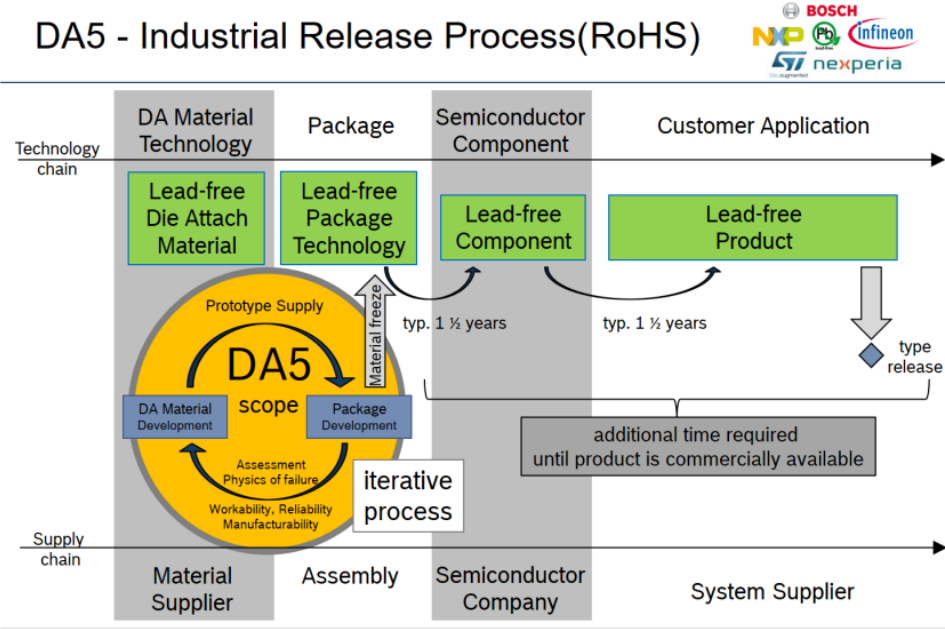 DA5 - Industrial Release Process(RoHS)
BOSCH
NXP
Pb
lead-free
infineon
ST
life.augmented
nexperia
Technology
chain
DA Material
Technology
Package
Semiconductor
Component
Customer Application
Lead-free
Die Attach
Material
Lead-free
Package
Technology
Lead-free
Component
Lead-free
Product
Prototype Supply
Material freeze
typ. 1 ½ years
typ. 1 ½ years
type
release
DA5
scope
DA Material
Development
Package
Development
additional time required
until product is commercially available
Assessment
Physics of failure
Workability, Reliability
Manufacturability
iterative
process
Supply
chain
Material
Supplier
Assembly
Semiconductor
Company
System Supplier